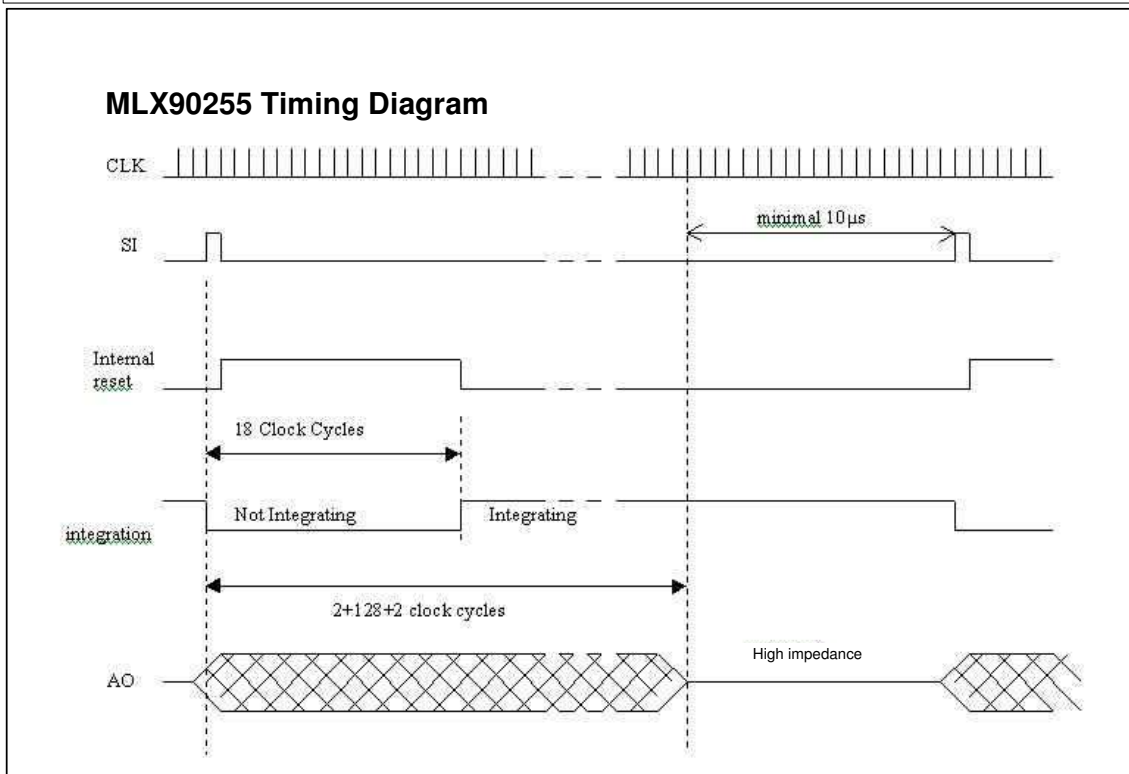 MLX90255 Timing Diagram
CLK
minimal 10µs
SI
Internal
reset
18 Clock Cycles
Not Integrating
Integrating
integration
2+128+2 clock cycles
High impedance
AO